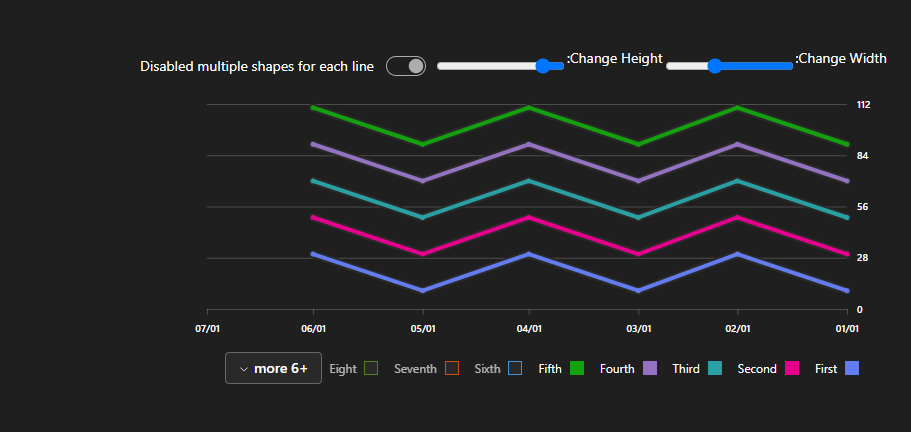 Disabled multiple shapes for each line
:Change Height
:Change Width
112
84
56
28
0
07/01 06/01 05/01 04/01 03/01 02/01 01/01
more 6+ Eight Seventh Sixth Fifth Fourth Third Second First